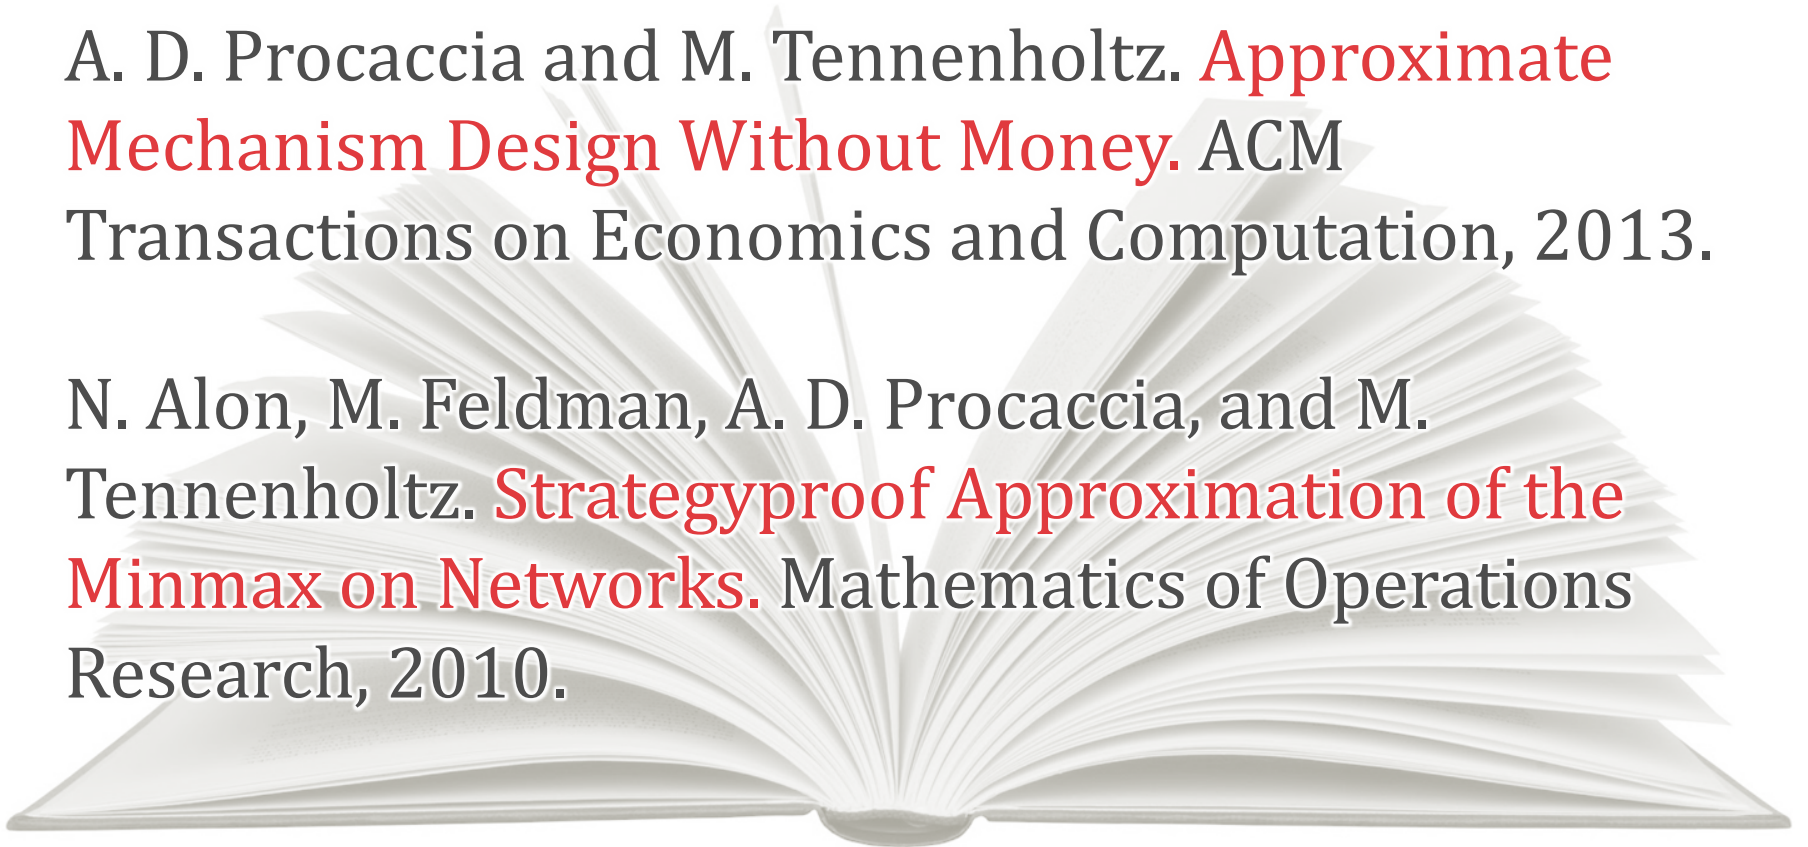 A. D. Procaccia and M. Tennenholtz. Approximate
Mechanism Design Without Money. ACM
Transactions on Economics and Computation, 2013.
N. Alon, M. Feldman, A. D. Procaccia, and M.
Tennenholtz. Strategyproof Approximation of the
Minmax on Networks. Mathematics of Operations
Research, 2010.